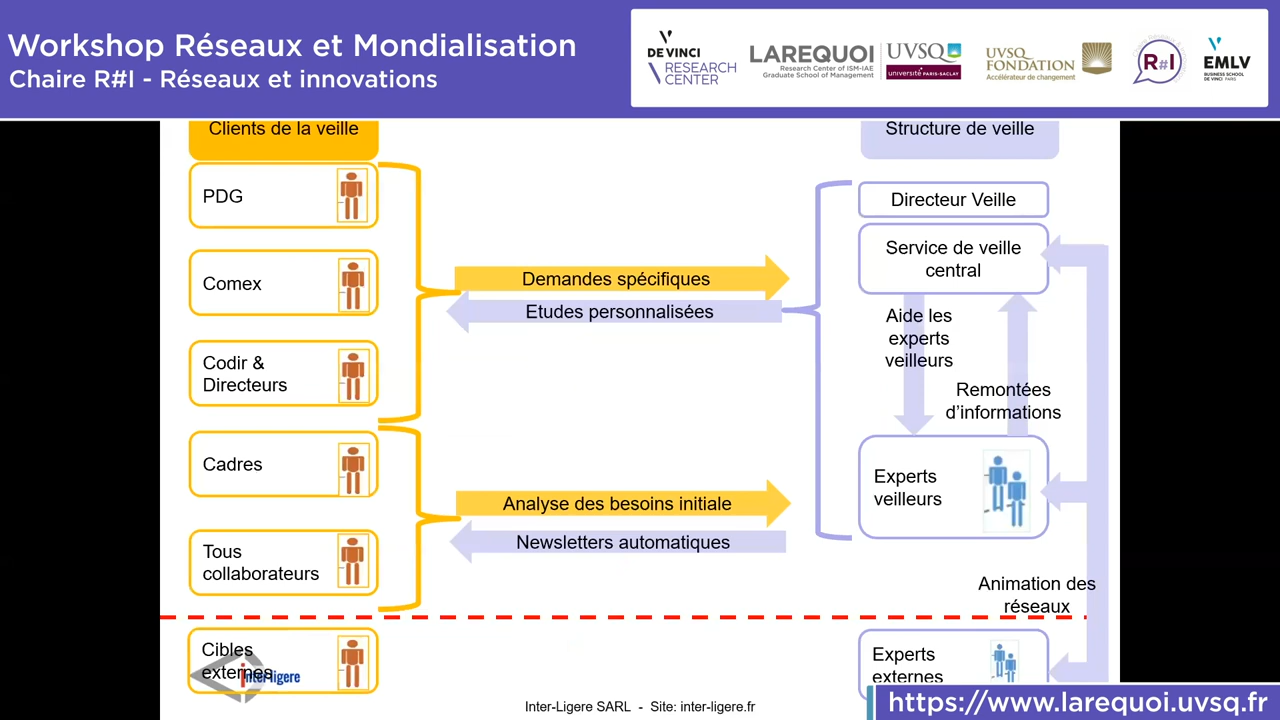 Workshop Réseaux et Mondialisation
Chaire R#I - Réseaux et innovations
DE VINCI
RESEARCH
CENTER
LAREQUOI
Research Center of ISM-IAE
Graduate School of Management
UVSQ
université PARIS-SACLAY
UVSQ
FONDATION
Accélérateur de changement
R#I
EMLV
BUSINESS SCHOOL
DE VINCI PARIS
Clients de la veille
Structure de veille
PDG
Directeur Veille
Service de veille
central
Comex
Demandes spécifiques
Etudes personnalisées
Aide les
experts
veilleurs
Codir &
Directeurs
Remontées
d’informations
Cadres
Experts
veilleurs
Analyse des besoins initiale
Newsletters automatiques
Tous
collaborateurs
Animation des
réseaux
Cibles
externes
inter-ligere
Experts
externes
Inter-Ligere SARL - Site: inter-ligere.fr
https://www.larequoi.uvsq.fr